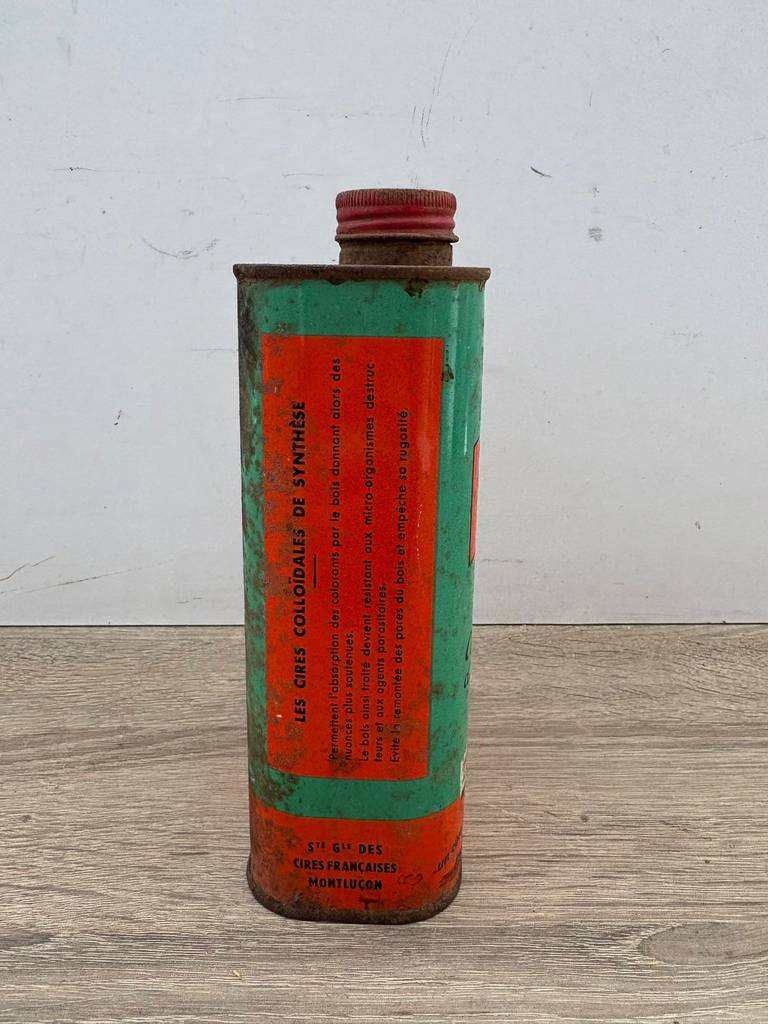 LES CIRES COLLOÏDALES DE SYNTHÈSE
Permettent l'absorption des colorants par le bois donnant alors des
nuances plus soutenues.
Le bois ainsi traité devient résistant aux micro-organismes destruc-
teurs et aux agents parasitaires.
Evite la remontée des pores du bois et empêche sa rugosité.
STÉ GLE DES
CIRES FRANÇAISES
MONTLUÇON